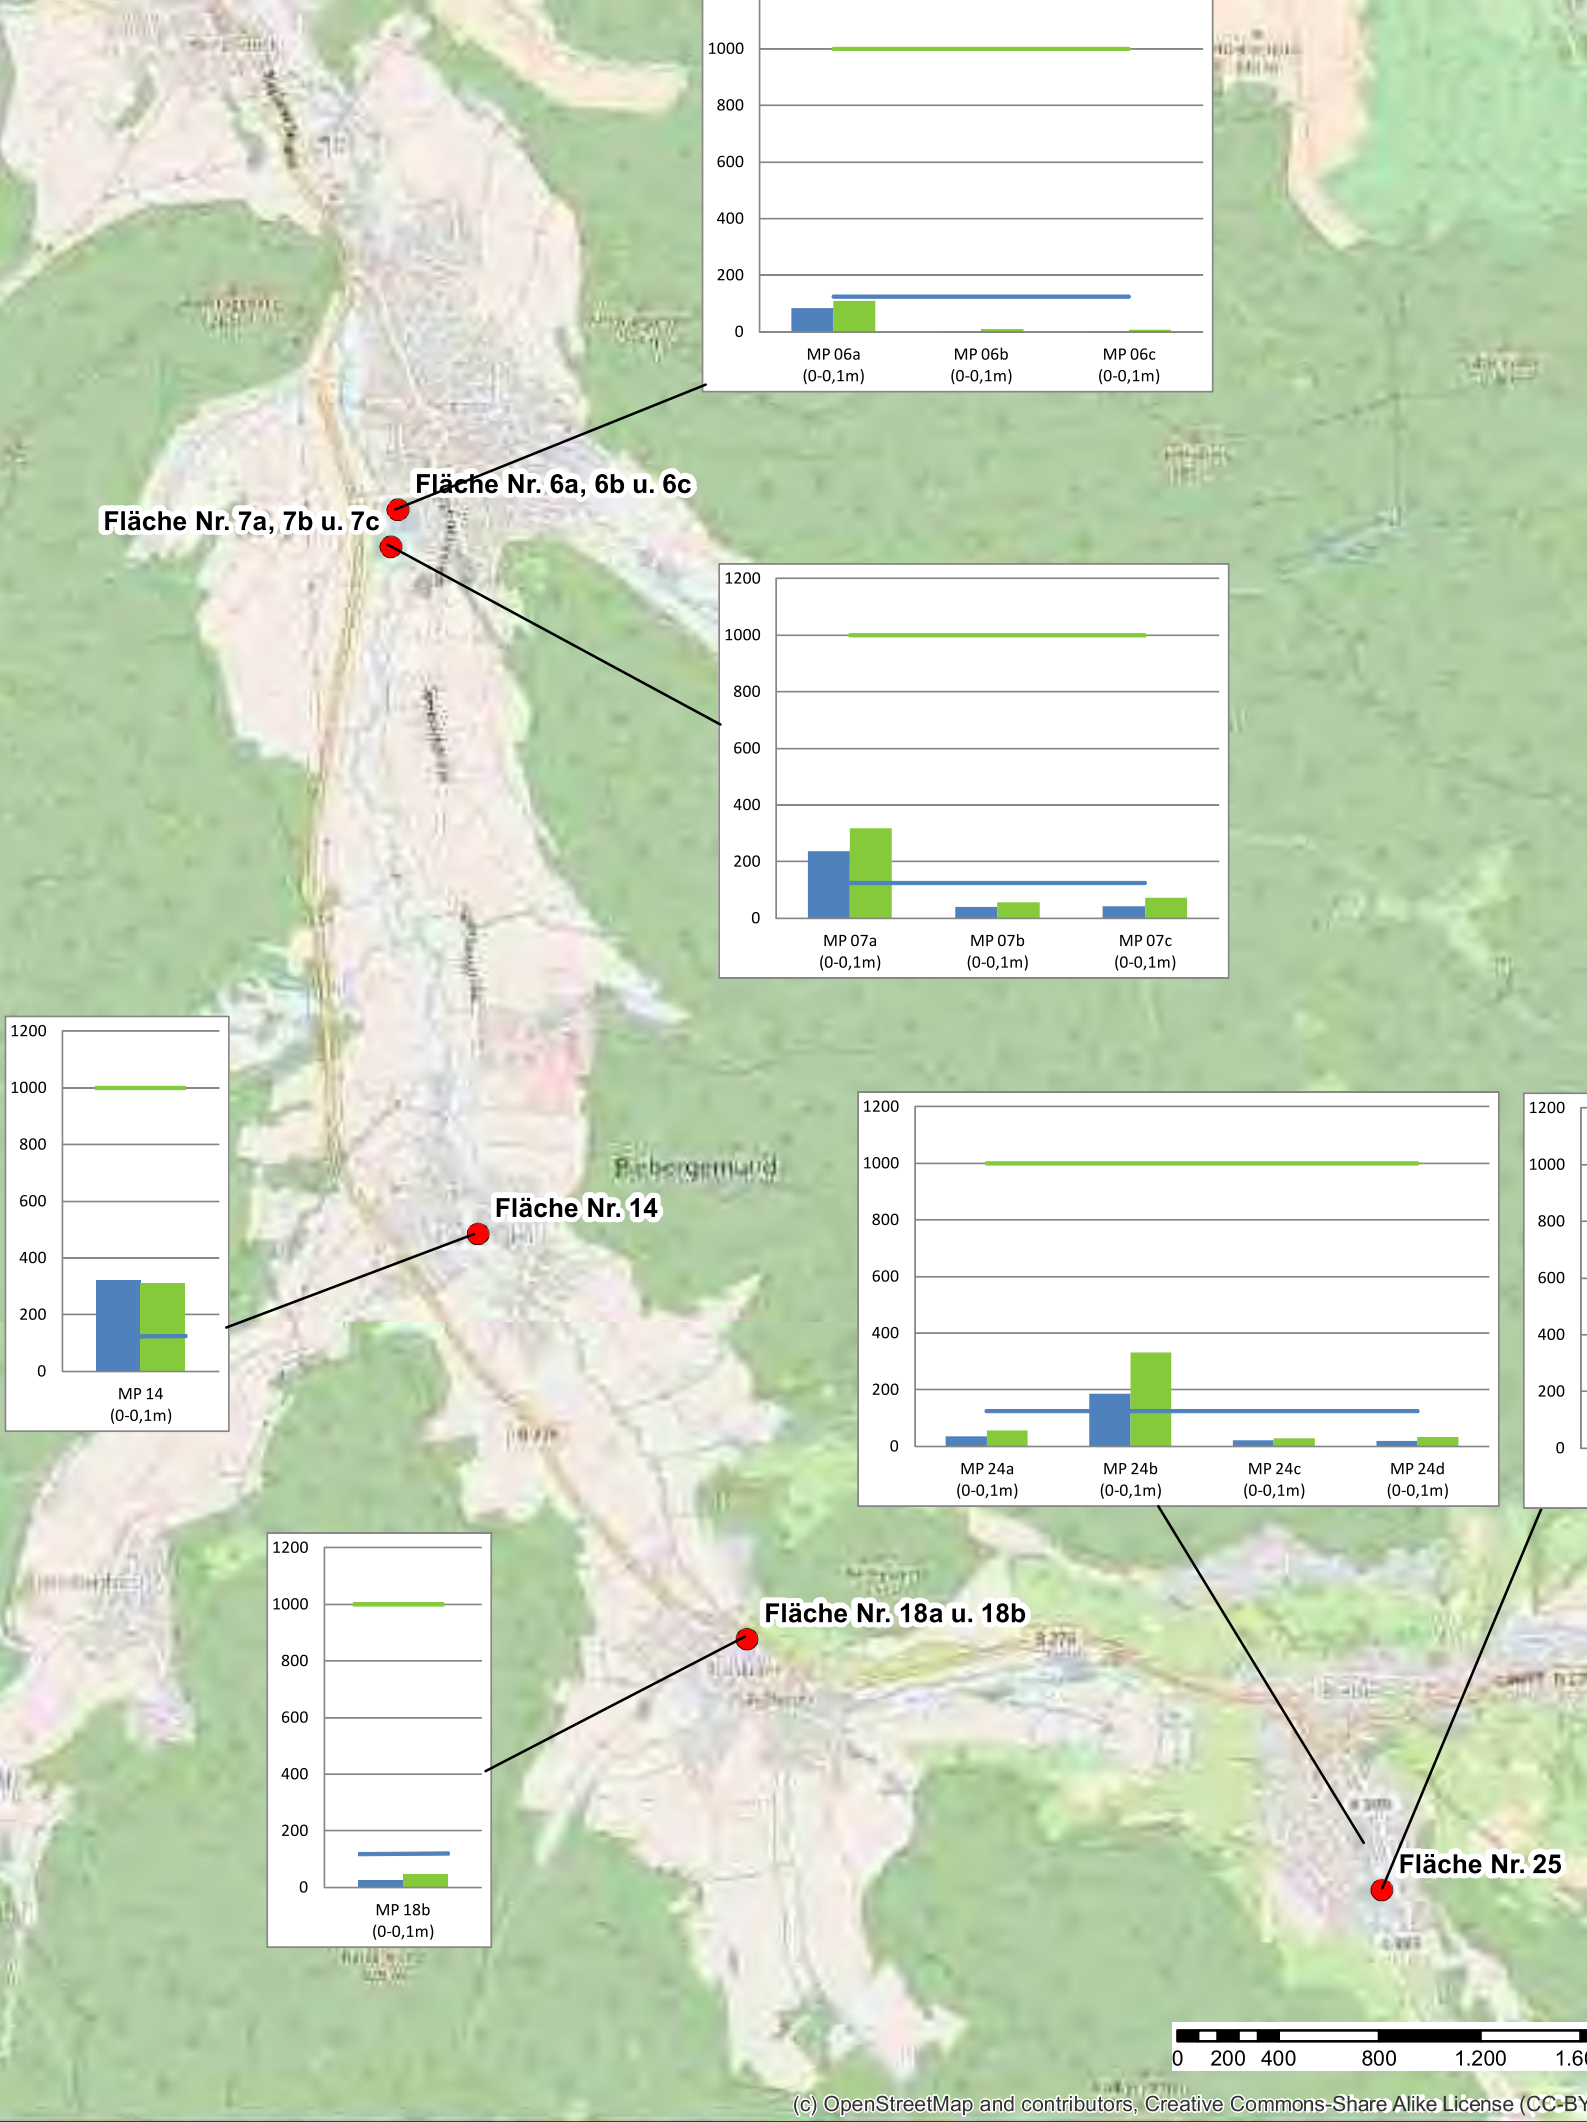 1000
800
600
400
200
0
MP 06a
(0-0,1m)
MP 06b
(0-0,1m)
MP 06c
(0-0,1m)
Fläche Nr. 6a, 6b u. 6c
Fläche Nr. 7a, 7b u. 7c
1200
1000
800
600
400
200
0
MP 07a
(0-0,1m)
MP 07b
(0-0,1m)
MP 07c
(0-0,1m)
1200
1000
800
600
400
200
0
MP 14
(0-0,1m)
Biebergemünd
Fläche Nr. 14
1200
1000
800
600
400
200
0
MP 24a
(0-0,1m)
MP 24b
(0-0,1m)
MP 24c
(0-0,1m)
MP 24d
(0-0,1m)
1200
1000
800
600
400
200
0
1200
1000
800
600
400
200
0
MP 18b
(0-0,1m)
Fläche Nr. 18a u. 18b
B 276
Fläche Nr. 25
0 200 400 800 1.200 1.60
(c) OpenStreetMap and contributors, Creative Commons-Share Alike License (CC-BY